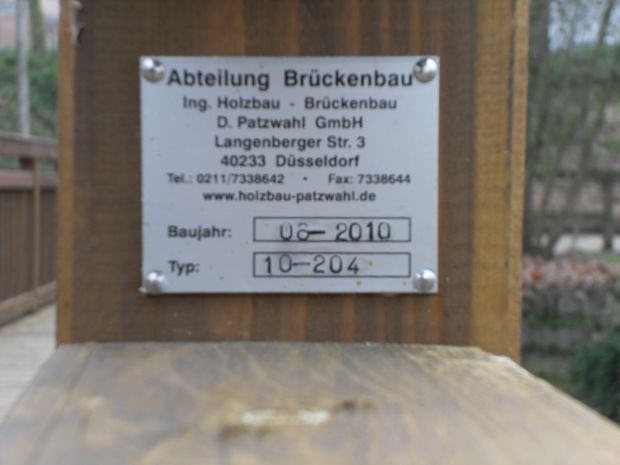 Abteilung Brückenbau
Ing. Holzbau - Brückenbau
D. Patzwahl GmbH
Langenberger Str. 3
40233 Düsseldorf
Tel.: 0211/7338642 • Fax: 7338644
www.holzbau-patzwahl.de
Baujahr: 08-2010
Typ: 10-204